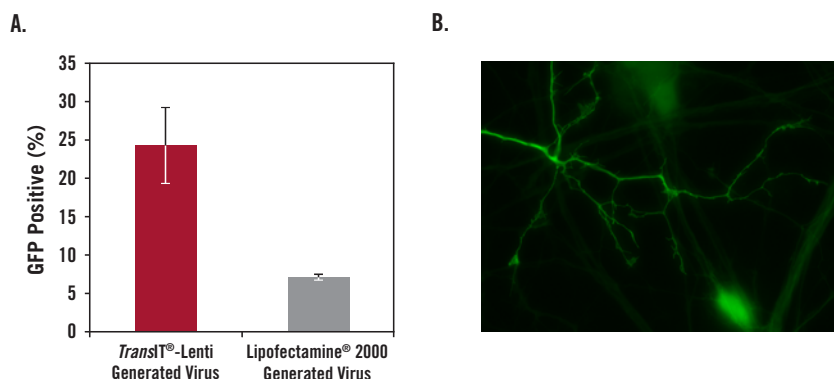 A.
B.
GFP Positive (%)
35
30
25
20
15
10
5
0
TransIT®-Lenti
Generated Virus
Lipofectamine® 2000
Generated Virus